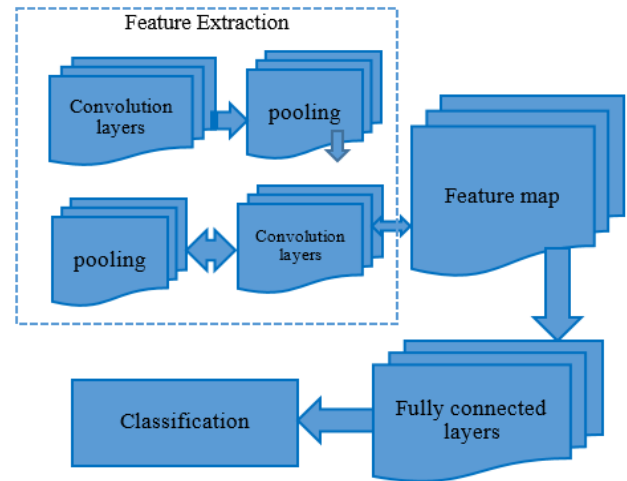 Feature Extraction
Convolution
layers
pooling
pooling
Convolution
layers
Feature map
Fully connected
layers
Classification